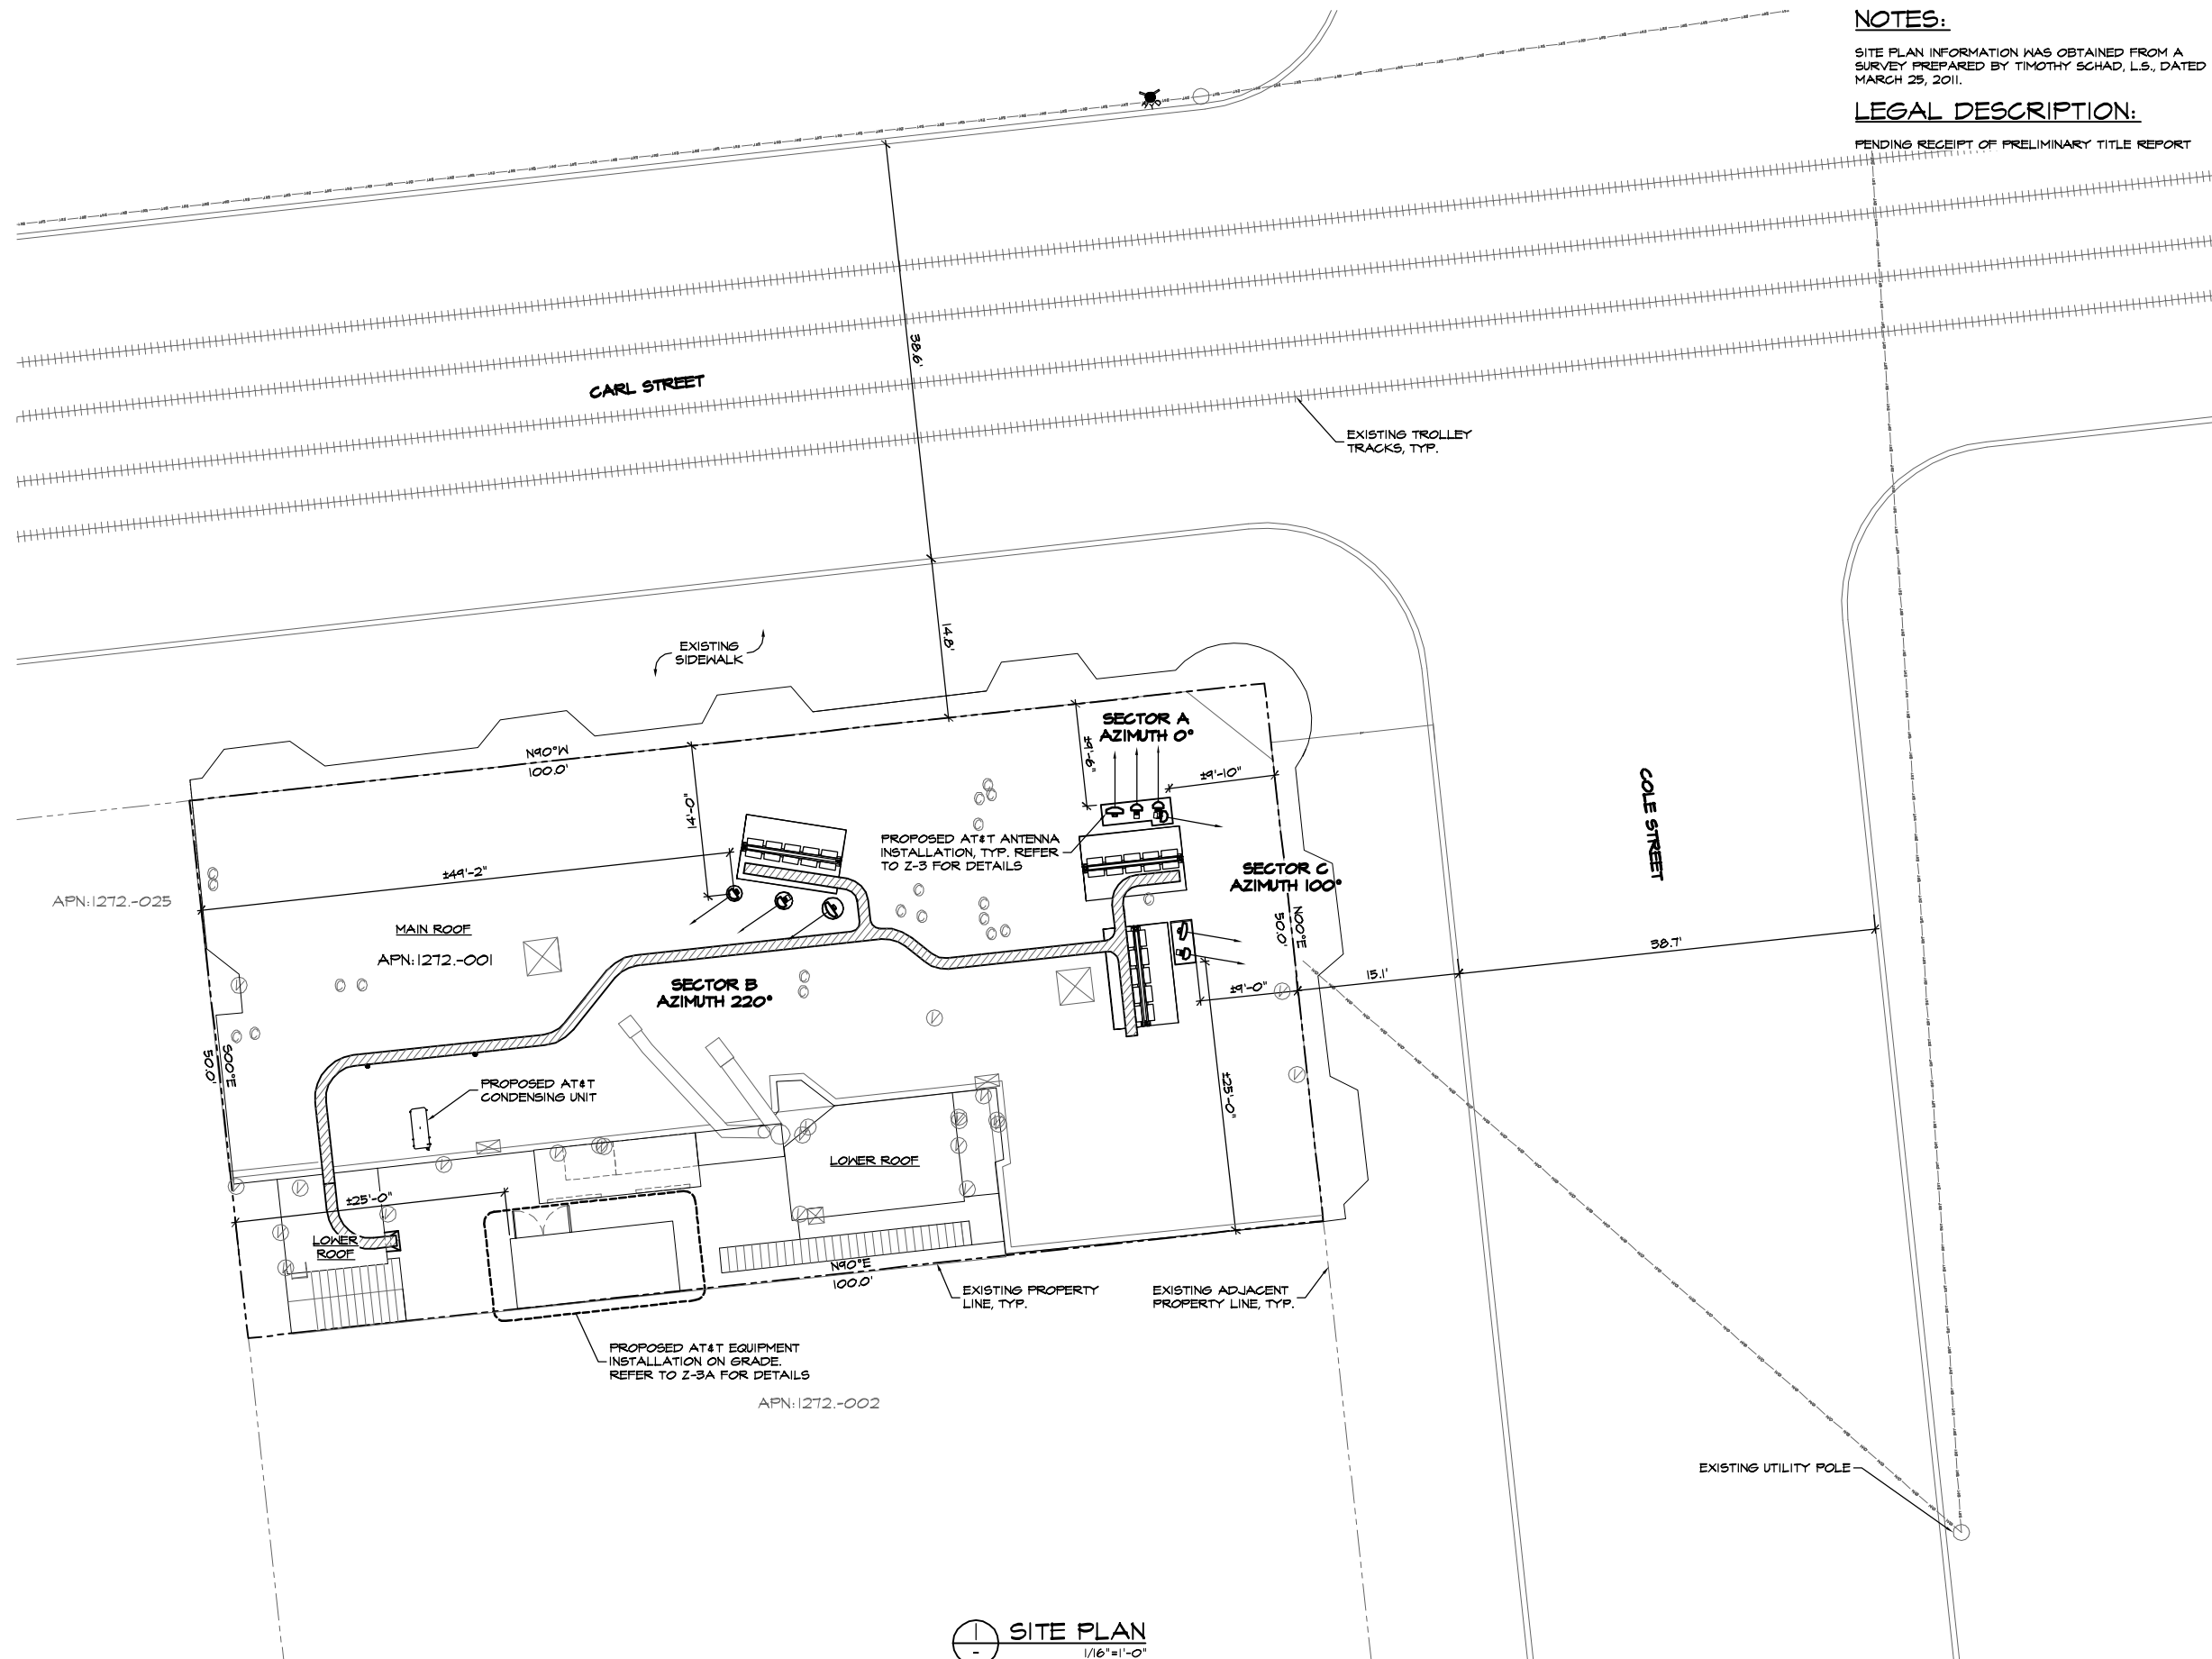 NOTES:
SITE PLAN INFORMATION WAS OBTAINED FROM A
SURVEY PREPARED BY TIMOTHY SCHAD, L.S., DATED
MARCH 25, 2011.
LEGAL DESCRIPTION:
PENDING RECEIPT OF PRELIMINARY TITLE REPORT
38.6'
CARL STREET
EXISTING TROLLEY
TRACKS, TYP.
14.8'
EXISTING
SIDEWALK
SECTOR A
AZIMUTH 0°
±9'-6"
±9'-10"
N90°W
100.0'
14'-0"
COLE STREET
PROPOSED AT&T ANTENNA
INSTALLATION, TYP. REFER
TO Z-3 FOR DETAILS
SECTOR C
AZIMUTH 100°
±49'-2"
APN:1272.-025
MAIN ROOF
APN:1272.-001
N00°E
50.0'
38.7'
15.1'
±9'-0"
SECTOR B
AZIMUTH 220°
S00°E
50.0'
PROPOSED AT&T
CONDENSING UNIT
±25'-0"
LOWER ROOF
±25'-0"
LOWER
ROOF
N90°E
100.0'
EXISTING PROPERTY
LINE, TYP.
EXISTING ADJACENT
PROPERTY LINE, TYP.
PROPOSED AT&T EQUIPMENT
INSTALLATION ON GRADE.
REFER TO Z-3A FOR DETAILS
APN:1272.-002
EXISTING UTILITY POLE
1
-
SITE PLAN
1/16"=1'-0"